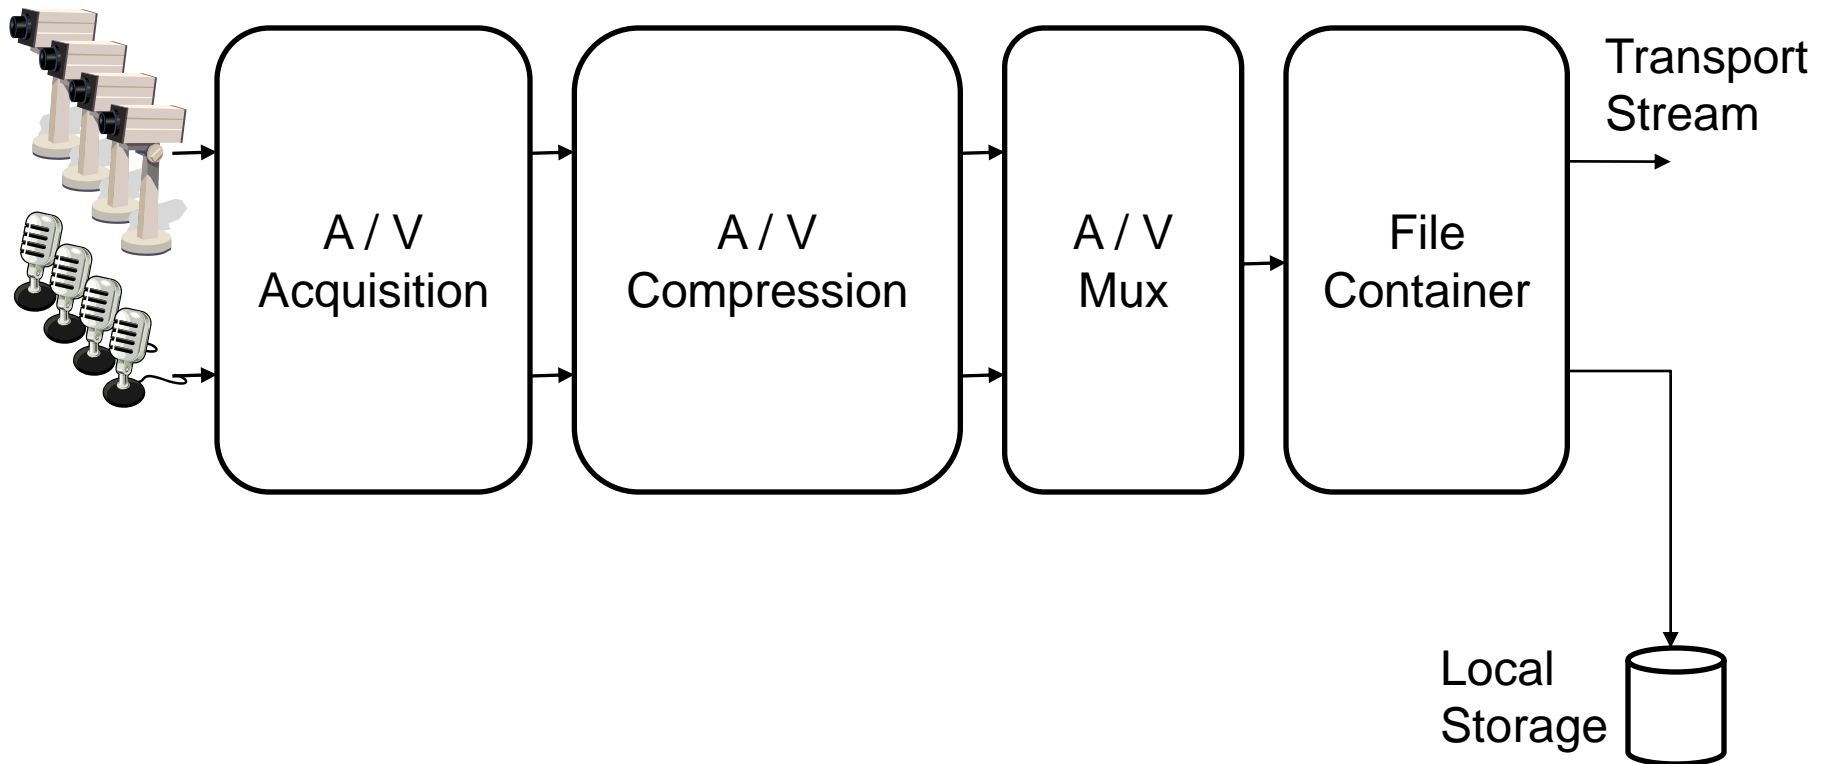 A / V
Acquisition
A / V
Compression
A / V
Mux
File
Container
Transport
Stream
Local
Storage